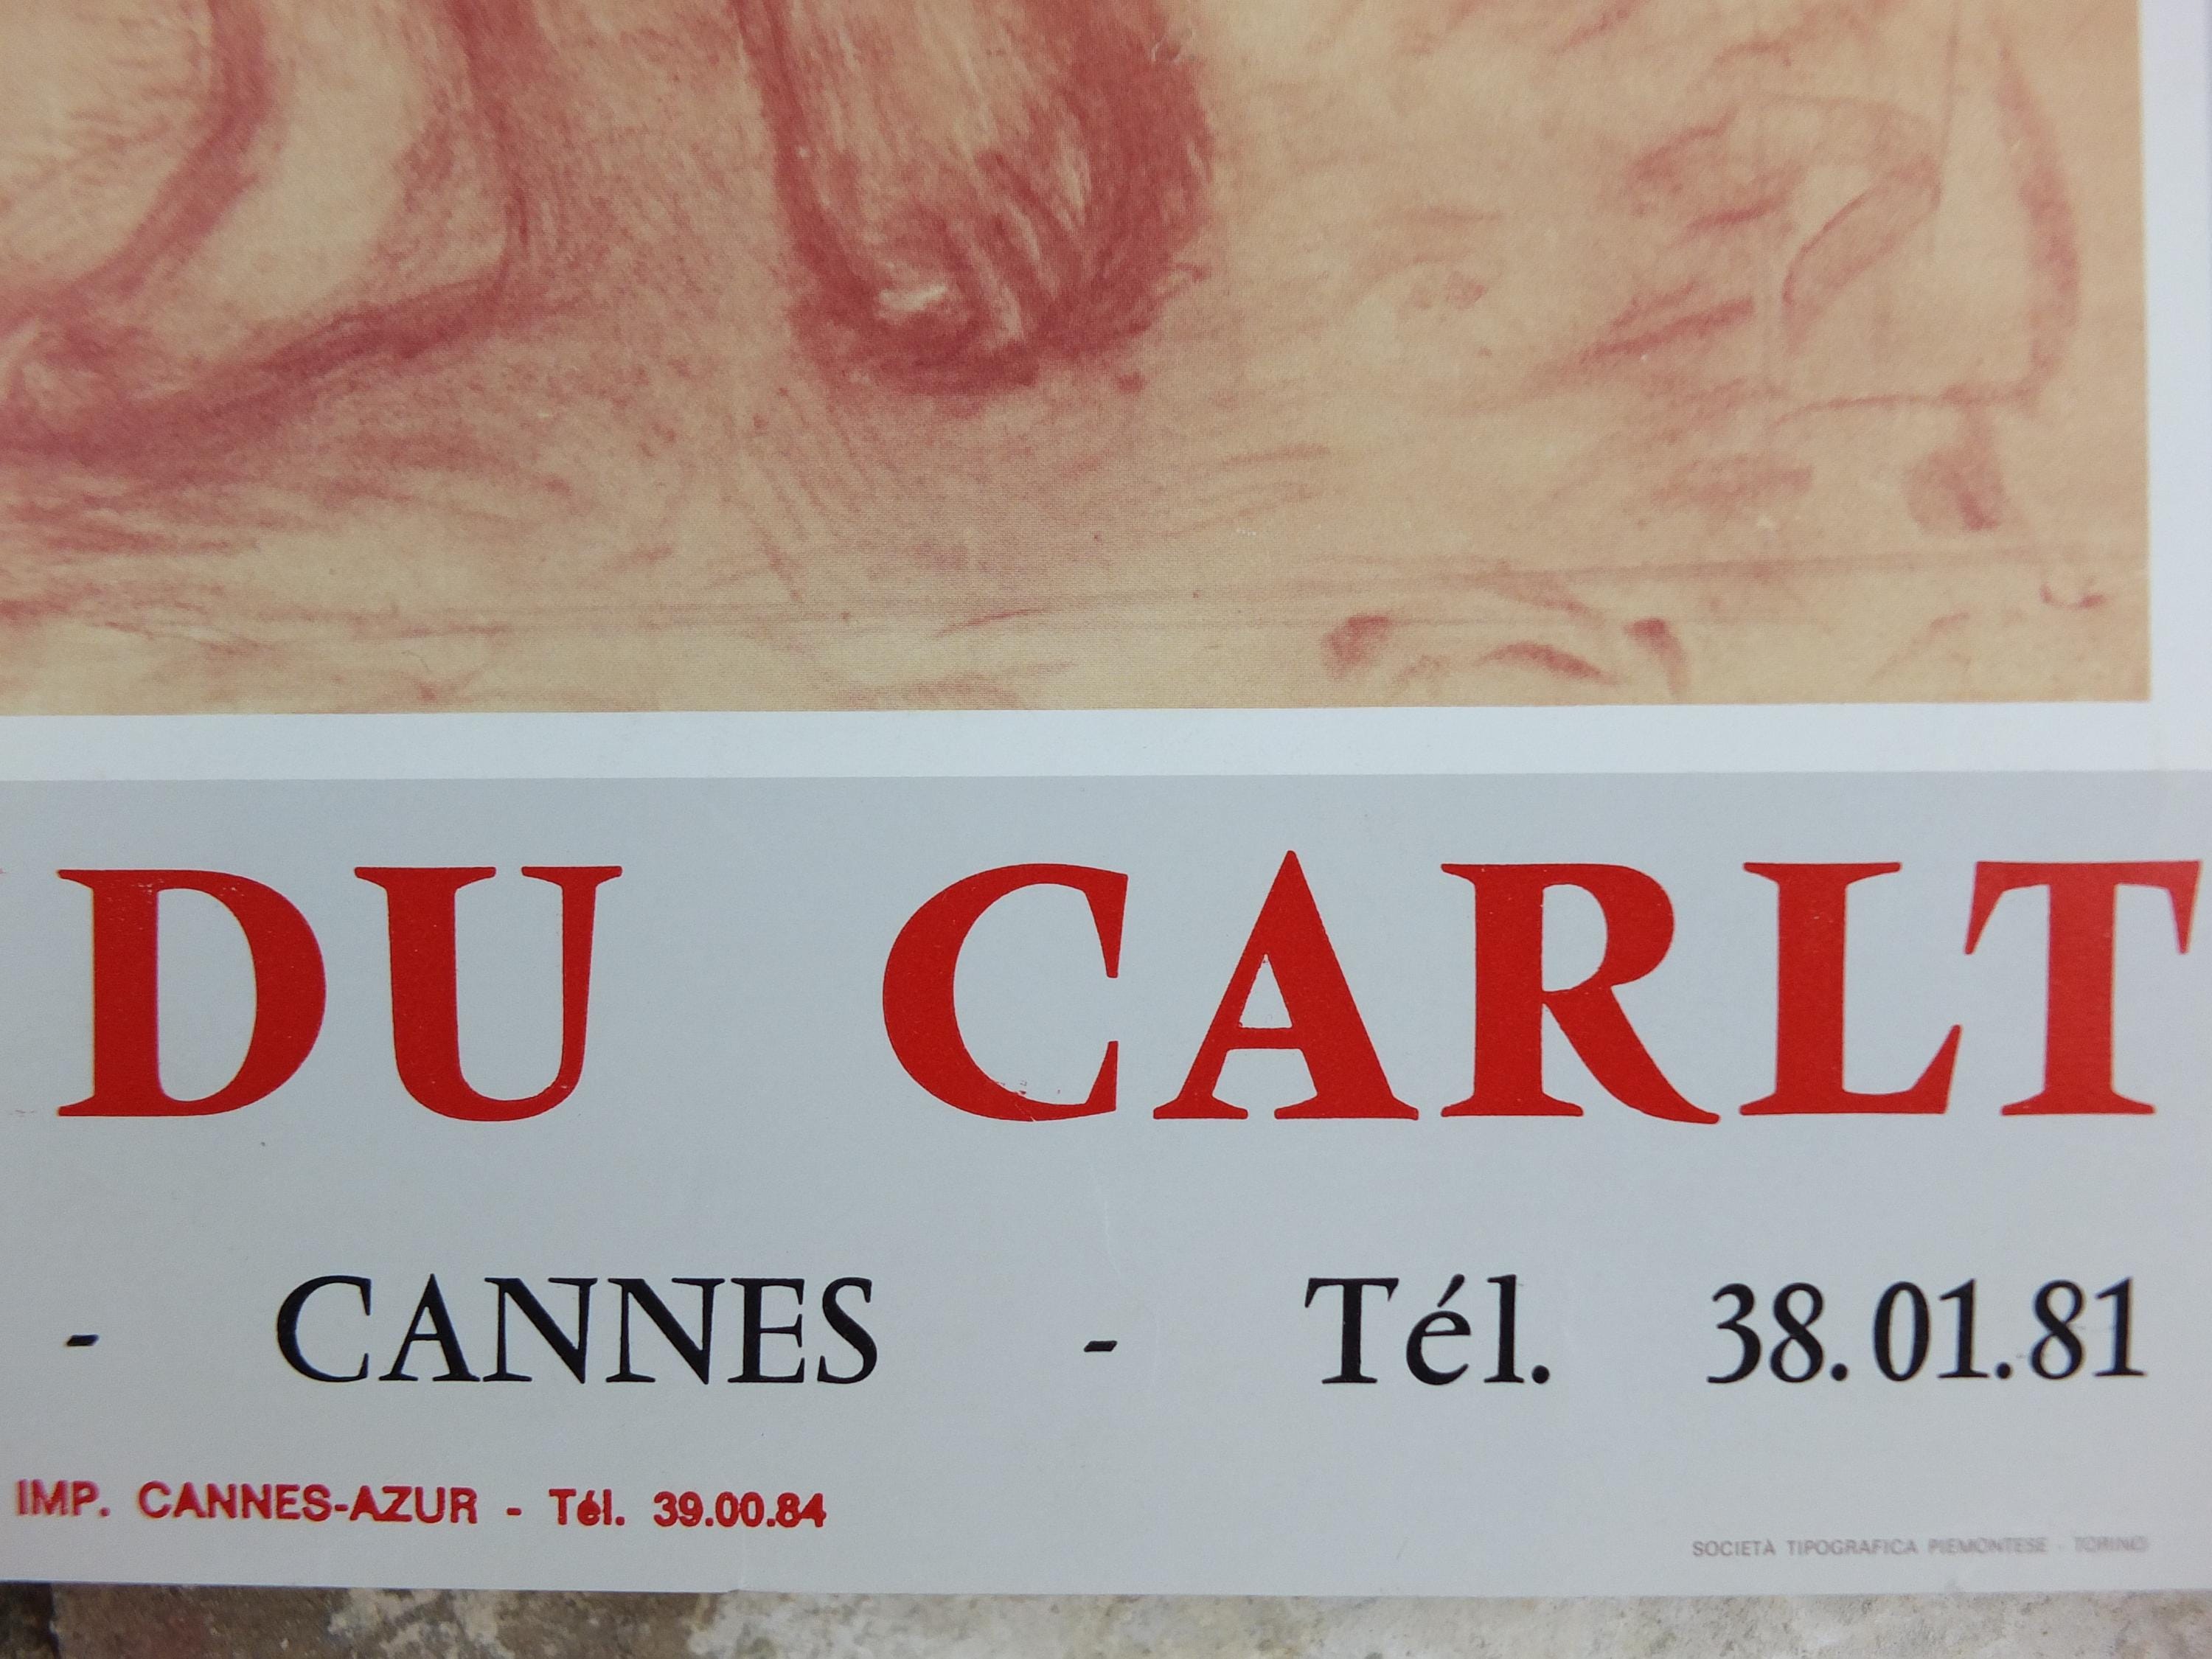 DU CARLT
- CANNES - Tél. 38.01.81
IMP. CANNES-AZUR - Tél. 39.00.84
SOCIETÀ TIPOGRAFICA PIEMONTESE - TORINO